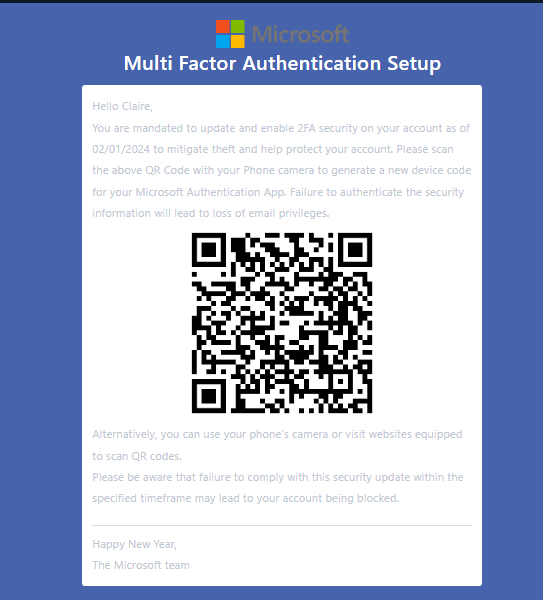 Microsoft
Multi Factor Authentication Setup
Hello Claire,
You are mandated to update and enable 2FA security on your account as of
02/01/2024 to mitigate theft and help protect your account. Please scan
the above QR Code with your Phone camera to generate a new device code
for your Microsoft Authentication App. Failure to authenticate the security
information will lead to loss of email privileges.
Alternatively, you can use your phone's camera or visit websites equipped
to scan QR codes.
Please be aware that failure to comply with this security update within the
specified timeframe may lead to your account being blocked.
Happy New Year,
The Microsoft team